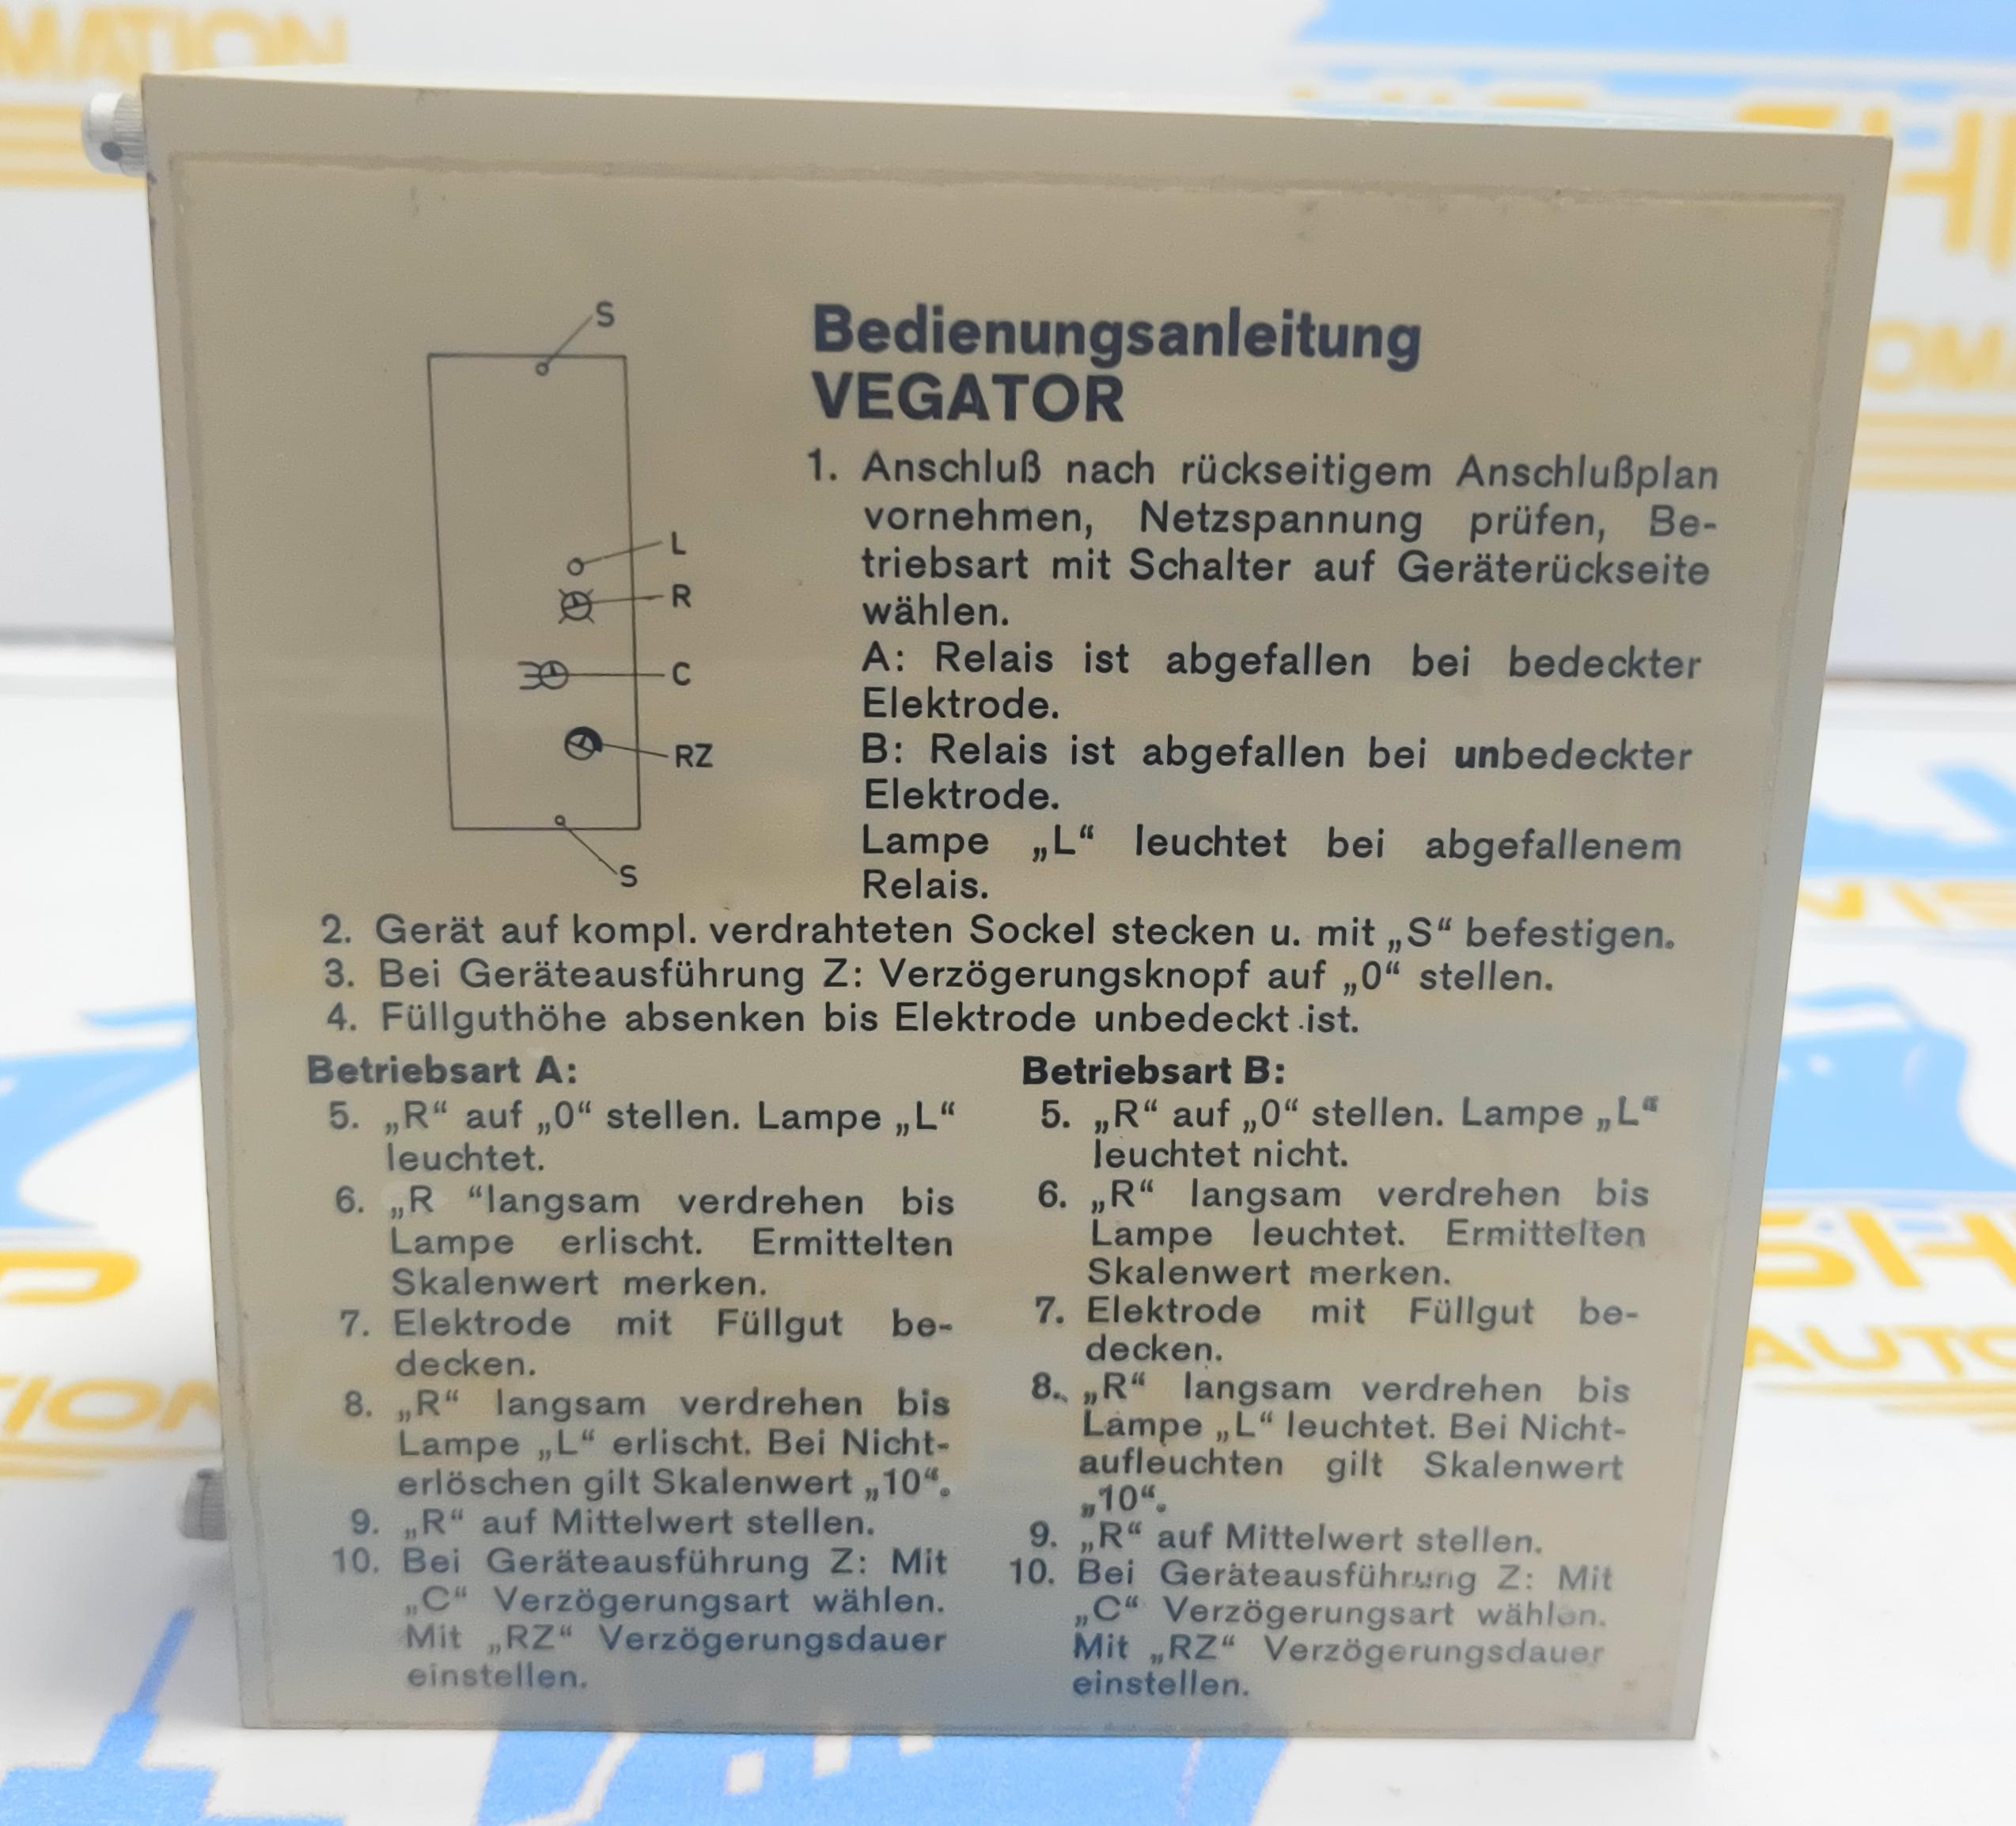 MATION
S
L
R
C
RZ
S
Bedienungsanleitung
VEGATOR
1. Anschluß nach rückseitigem Anschlußplan
vornehmen, Netzspannung prüfen, Be-
triebsart mit Schalter auf Geräterückseite
wählen.
A: Relais ist abgefallen bei bedeckter
Elektrode.
B: Relais ist abgefallen bei unbedeckter
Elektrode.
Lampe „L“ leuchtet bei abgefallenem
Relais.
2. Gerät auf kompl. verdrahteten Sockel stecken u. mit „S“ befestigen.
3. Bei Geräteausführung Z: Verzögerungsknopf auf „0“ stellen.
4. Füllguthöhe absenken bis Elektrode unbedeckt ist.
Betriebsart A:
5. „R“ auf „0“ stellen. Lampe „L“
leuchtet.
6. „R “langsam verdrehen bis
Lampe erlischt. Ermittelten
Skalenwert merken.
7. Elektrode mit Füllgut be-
decken.
8. „R“ langsam verdrehen bis
Lampe „L“ erlischt. Bei Nicht-
erlöschen gilt Skalenwert „10“.
9. „R“ auf Mittelwert stellen.
10. Bei Geräteausführung Z: Mit
„C“ Verzögerungsart wählen.
Mit „RZ“ Verzögerungsdauer
einstellen.
Betriebsart B:
5. „R“ auf „0“ stellen. Lampe „L“
leuchtet nicht.
6. „R“ langsam verdrehen bis
Lampe leuchtet. Ermittelten
Skalenwert merken.
7. Elektrode mit Füllgut be-
decken.
8. „R“ langsam verdrehen bis
Lampe „L“ leuchtet. Bei Nicht-
aufleuchten gilt Skalenwert
„10“.
9. „R“ auf Mittelwert stellen.
10. Bei Geräteausführung Z: Mit
„C“ Verzögerungsart wählen.
Mit „RZ“ Verzögerungsdauer
einstellen.